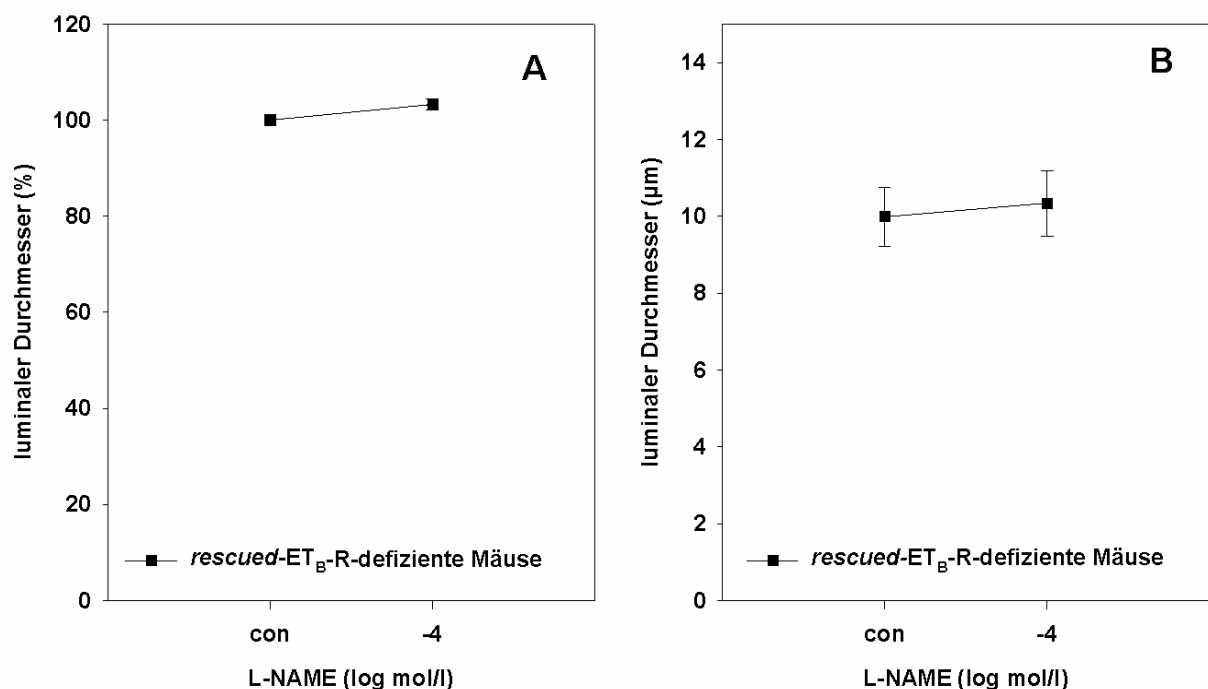 A
luminaler Durchmesser (%)
120
100
80
60
40
20
0
rescued-ETB-R-defiziente Mäuse
con
-4
L-NAME (log mol/l)
B
luminaler Durchmesser (µm)
14
12
10
8
6
4
2
0
rescued-ETB-R-defiziente Mäuse
con
-4
L-NAME (log mol/l)